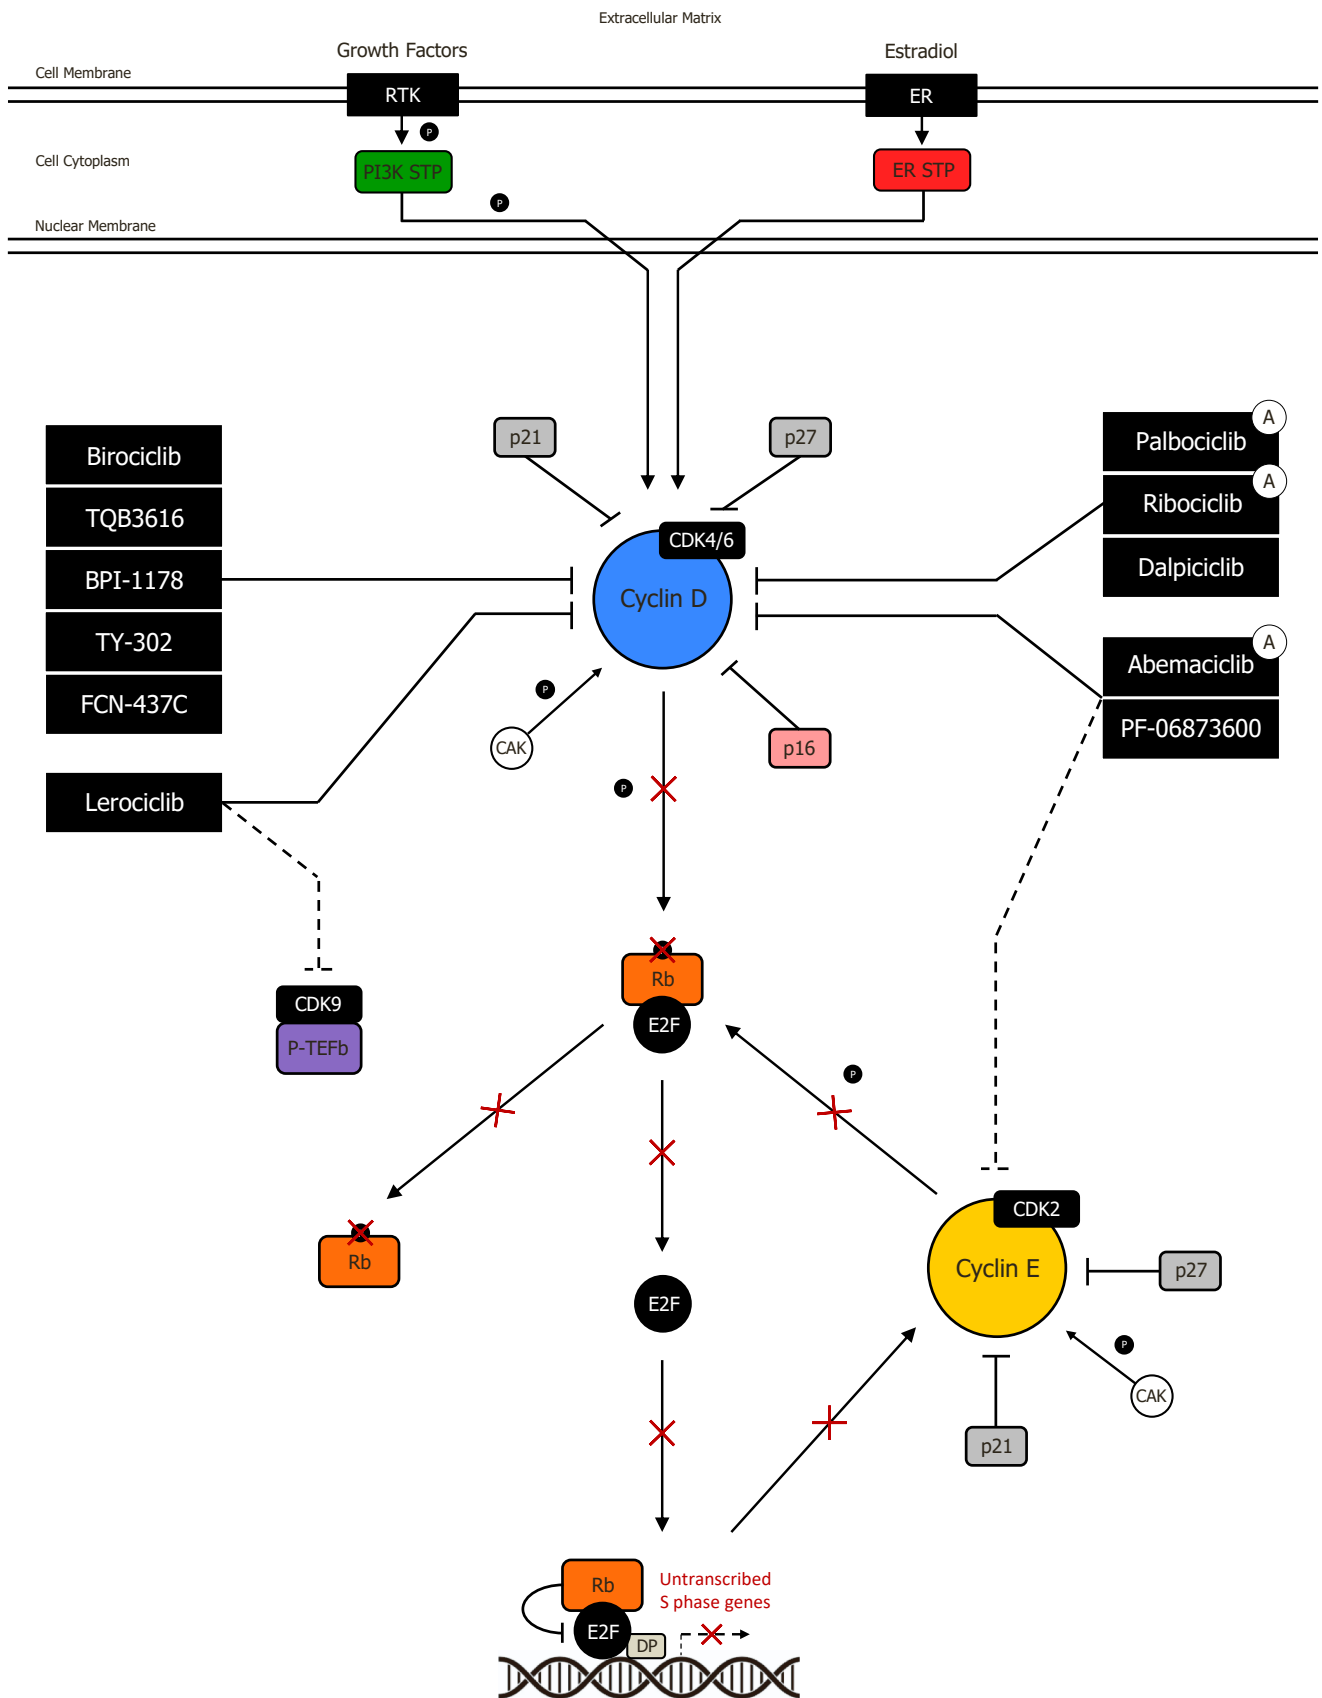 Extracellular Matrix
Growth Factors
Estradiol
Cell Membrane
RTK
ER
P
Cell Cytoplasm
PI3K STP
ER STP
P
Nuclear Membrane
p21
p27
Birociclib
TQB3616
BPI-1178
TY-302
FCN-437C
Lerociclib
CDK4/6
Cyclin D
A
Palbociclib
A
Ribociclib
Dalpiciclib
A
Abemaciclib
PF-06873600
P
CAK
p16
P
Rb
E2F
CDK9
P-TEFb
P
Rb
E2F
CDK2
Cyclin E
p27
P
CAK
p21
Rb
E2F
DP
Untranscribed
S phase genes